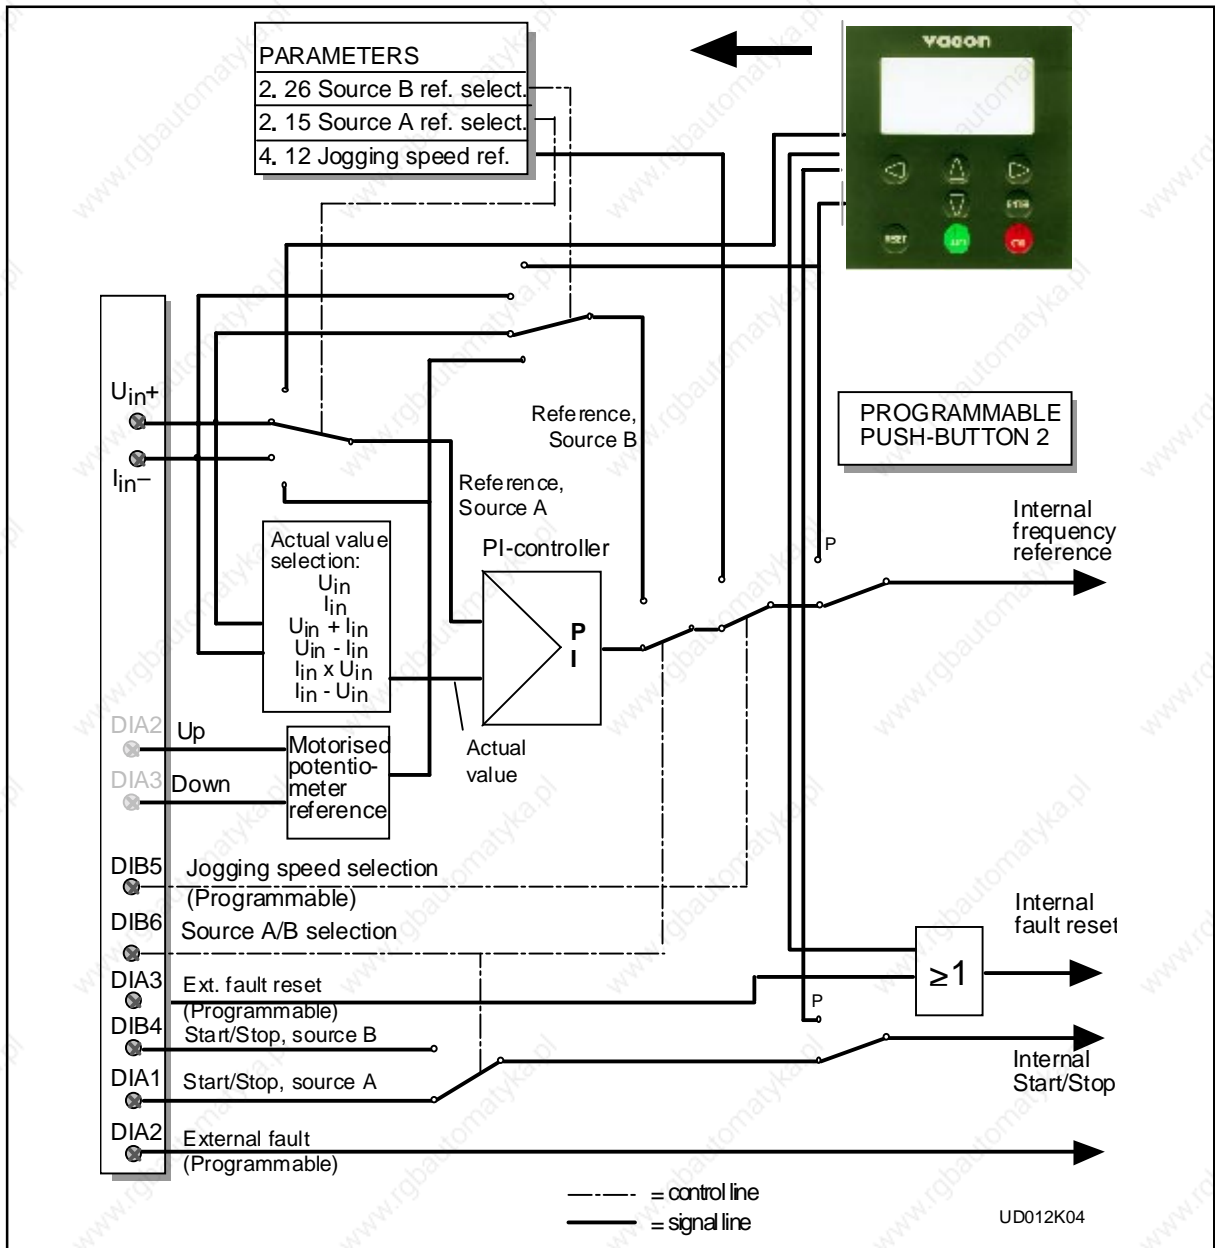 vacon
PARAMETERS
2. 26 Source B ref. select.
2. 15 Source A ref. select.
4. 12 Jogging speed ref.
RESET
Uin+
Iin−
Reference,
Source B
PROGRAMMABLE
PUSH-BUTTON 2
Reference,
Source A
Internal
frequency
reference
P
Actual value
selection:
Uin
Iin
Uin + Iin
Uin - Iin
Iin x Uin
Iin - Uin
PI-controller
P
I
DIA2
Up
Actual
value
Motorised
potentio-
meter
reference
DIA3
Down
DIB5
Jogging speed selection
(Programmable)
DIB6
Source A/B selection
Internal
fault reset
≥1
DIA3
Ext. fault reset
(Programmable)
P
DIB4
Start/Stop, source B
DIA1
Start/Stop, source A
Internal
Start/Stop
DIA2
External fault
(Programmable)
= control line
= signal line
UD012K04
www.rgbautomatyka.pl